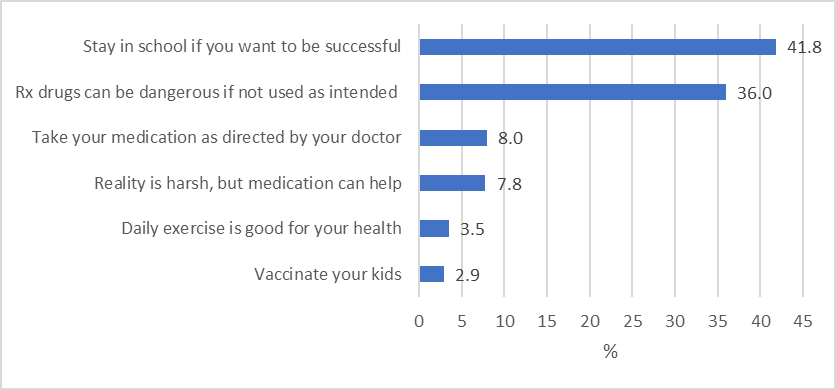 Stay in school if you want to be successful 41.8
Rx drugs can be dangerous if not used as intended 36.0
Take your medication as directed by your doctor 8.0
Reality is harsh, but medication can help 7.8
Daily exercise is good for your health 3.5
Vaccinate your kids 2.9
0 5 10 15 20 25 30 35 40 45
%